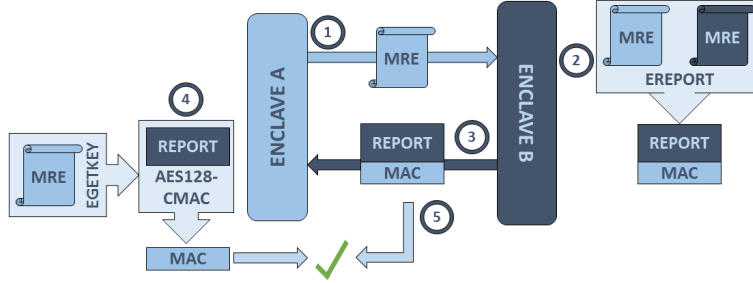 1
MRE
ENCLAVE A
ENCLAVE B
2
MRE
MRE
EREPORT
REPORT
MAC
3
REPORT
MAC
4
REPORT
AES128-
CMAC
MRE
EGETKEY
MAC
5